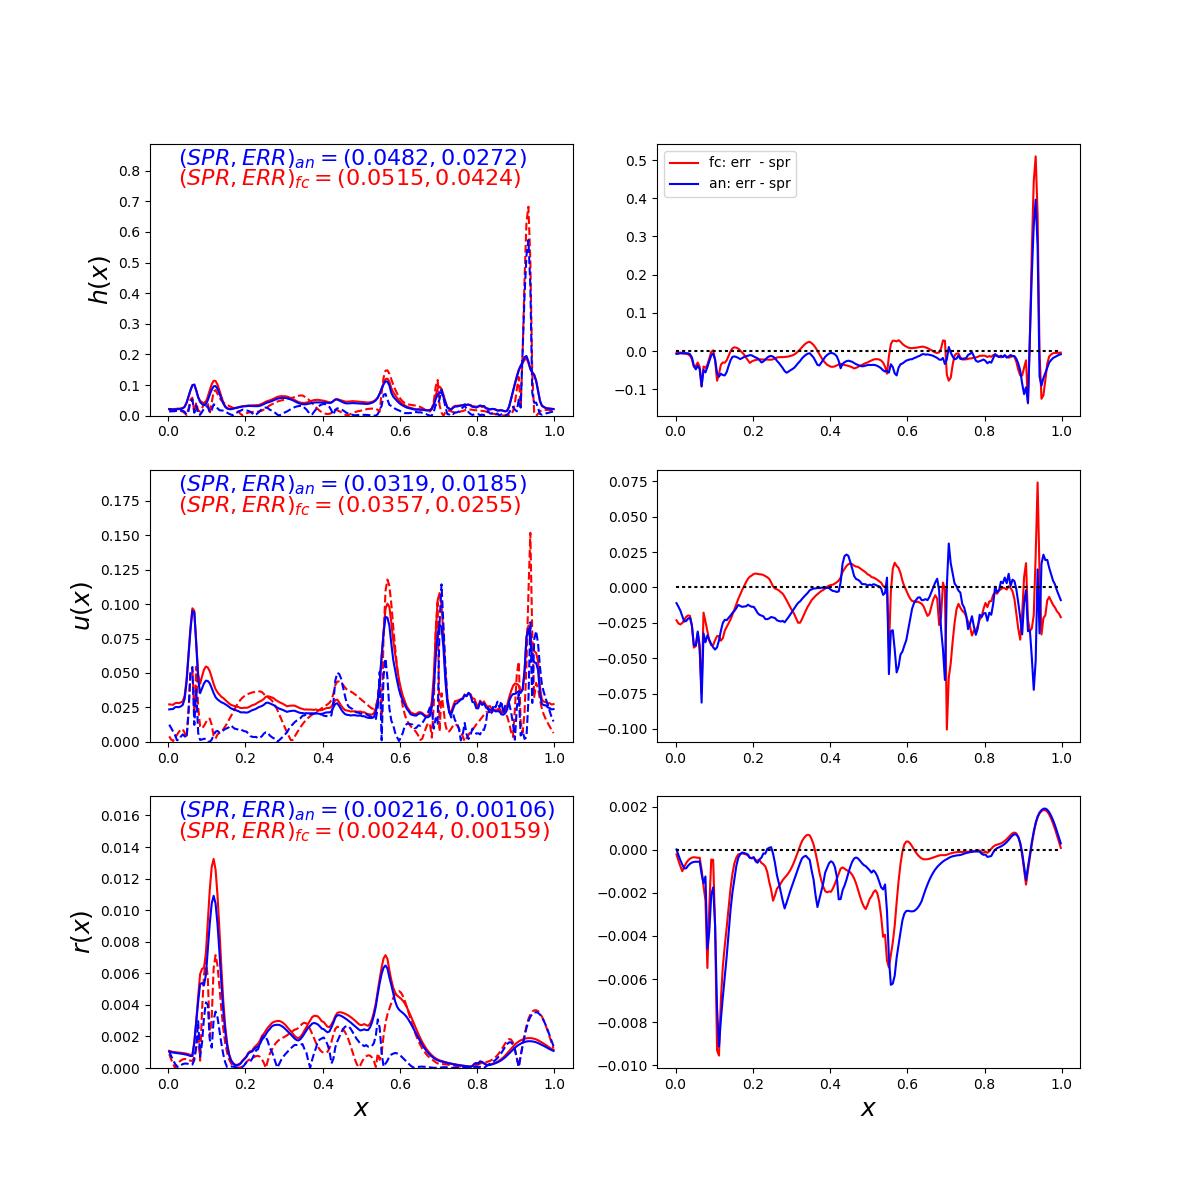 (SPR, ERR)an = (0.0482, 0.0272)
(SPR, ERR)fc = (0.0515, 0.0424)
h(x)
0.8
0.7
0.6
0.5
0.4
0.3
0.2
0.1
0.0
0.0 0.2 0.4 0.6 0.8 1.0
fc: err - spr
an: err - spr
0.5
0.4
0.3
0.2
0.1
0.0
−0.1
0.0 0.2 0.4 0.6 0.8 1.0
(SPR, ERR)an = (0.0319, 0.0185)
(SPR, ERR)fc = (0.0357, 0.0255)
u(x)
0.175
0.150
0.125
0.100
0.075
0.050
0.025
0.000
0.0 0.2 0.4 0.6 0.8 1.0
0.075
0.050
0.025
0.000
−0.025
−0.050
−0.075
−0.100
0.0 0.2 0.4 0.6 0.8 1.0
(SPR, ERR)an = (0.00216, 0.00106)
(SPR, ERR)fc = (0.00244, 0.00159)
r(x)
0.016
0.014
0.012
0.010
0.008
0.006
0.004
0.002
0.000
0.0 0.2 0.4 0.6 0.8 1.0
x
0.002
0.000
−0.002
−0.004
−0.006
−0.008
−0.010
0.0 0.2 0.4 0.6 0.8 1.0
x